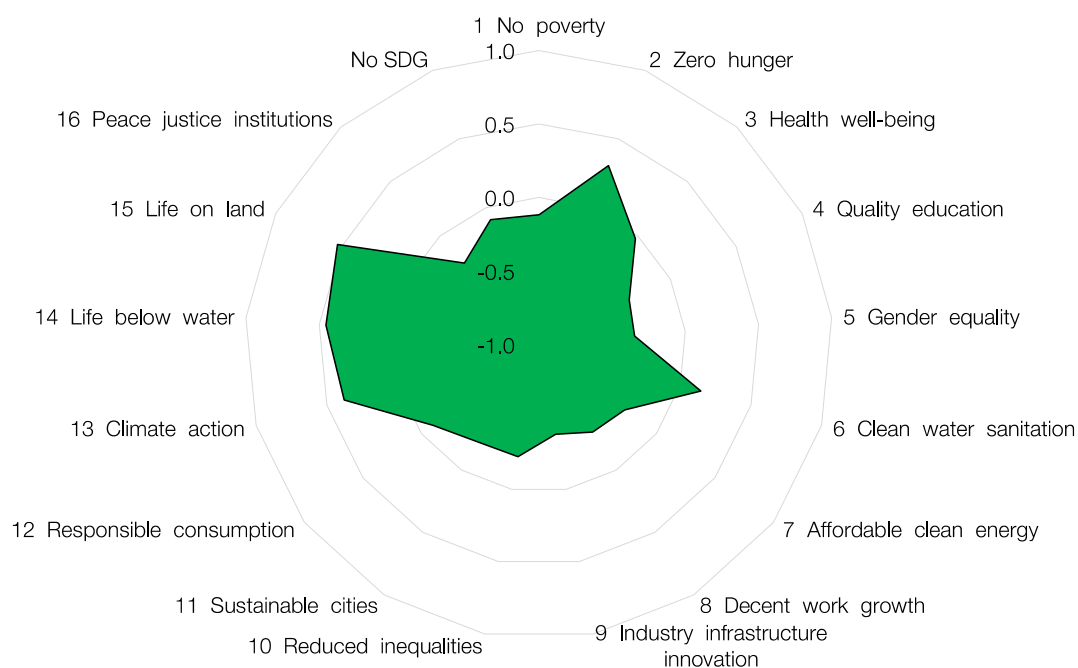 1 No poverty
1.0
No SDG
2 Zero hunger
16 Peace justice institutions
0.5
3 Health well-being
15 Life on land
0.0
4 Quality education
-0.5
14 Life below water
-1.0
5 Gender equality
13 Climate action
6 Clean water sanitation
12 Responsible consumption
7 Affordable clean energy
11 Sustainable cities
8 Decent work growth
10 Reduced inequalities
9 Industry infrastructure
innovation